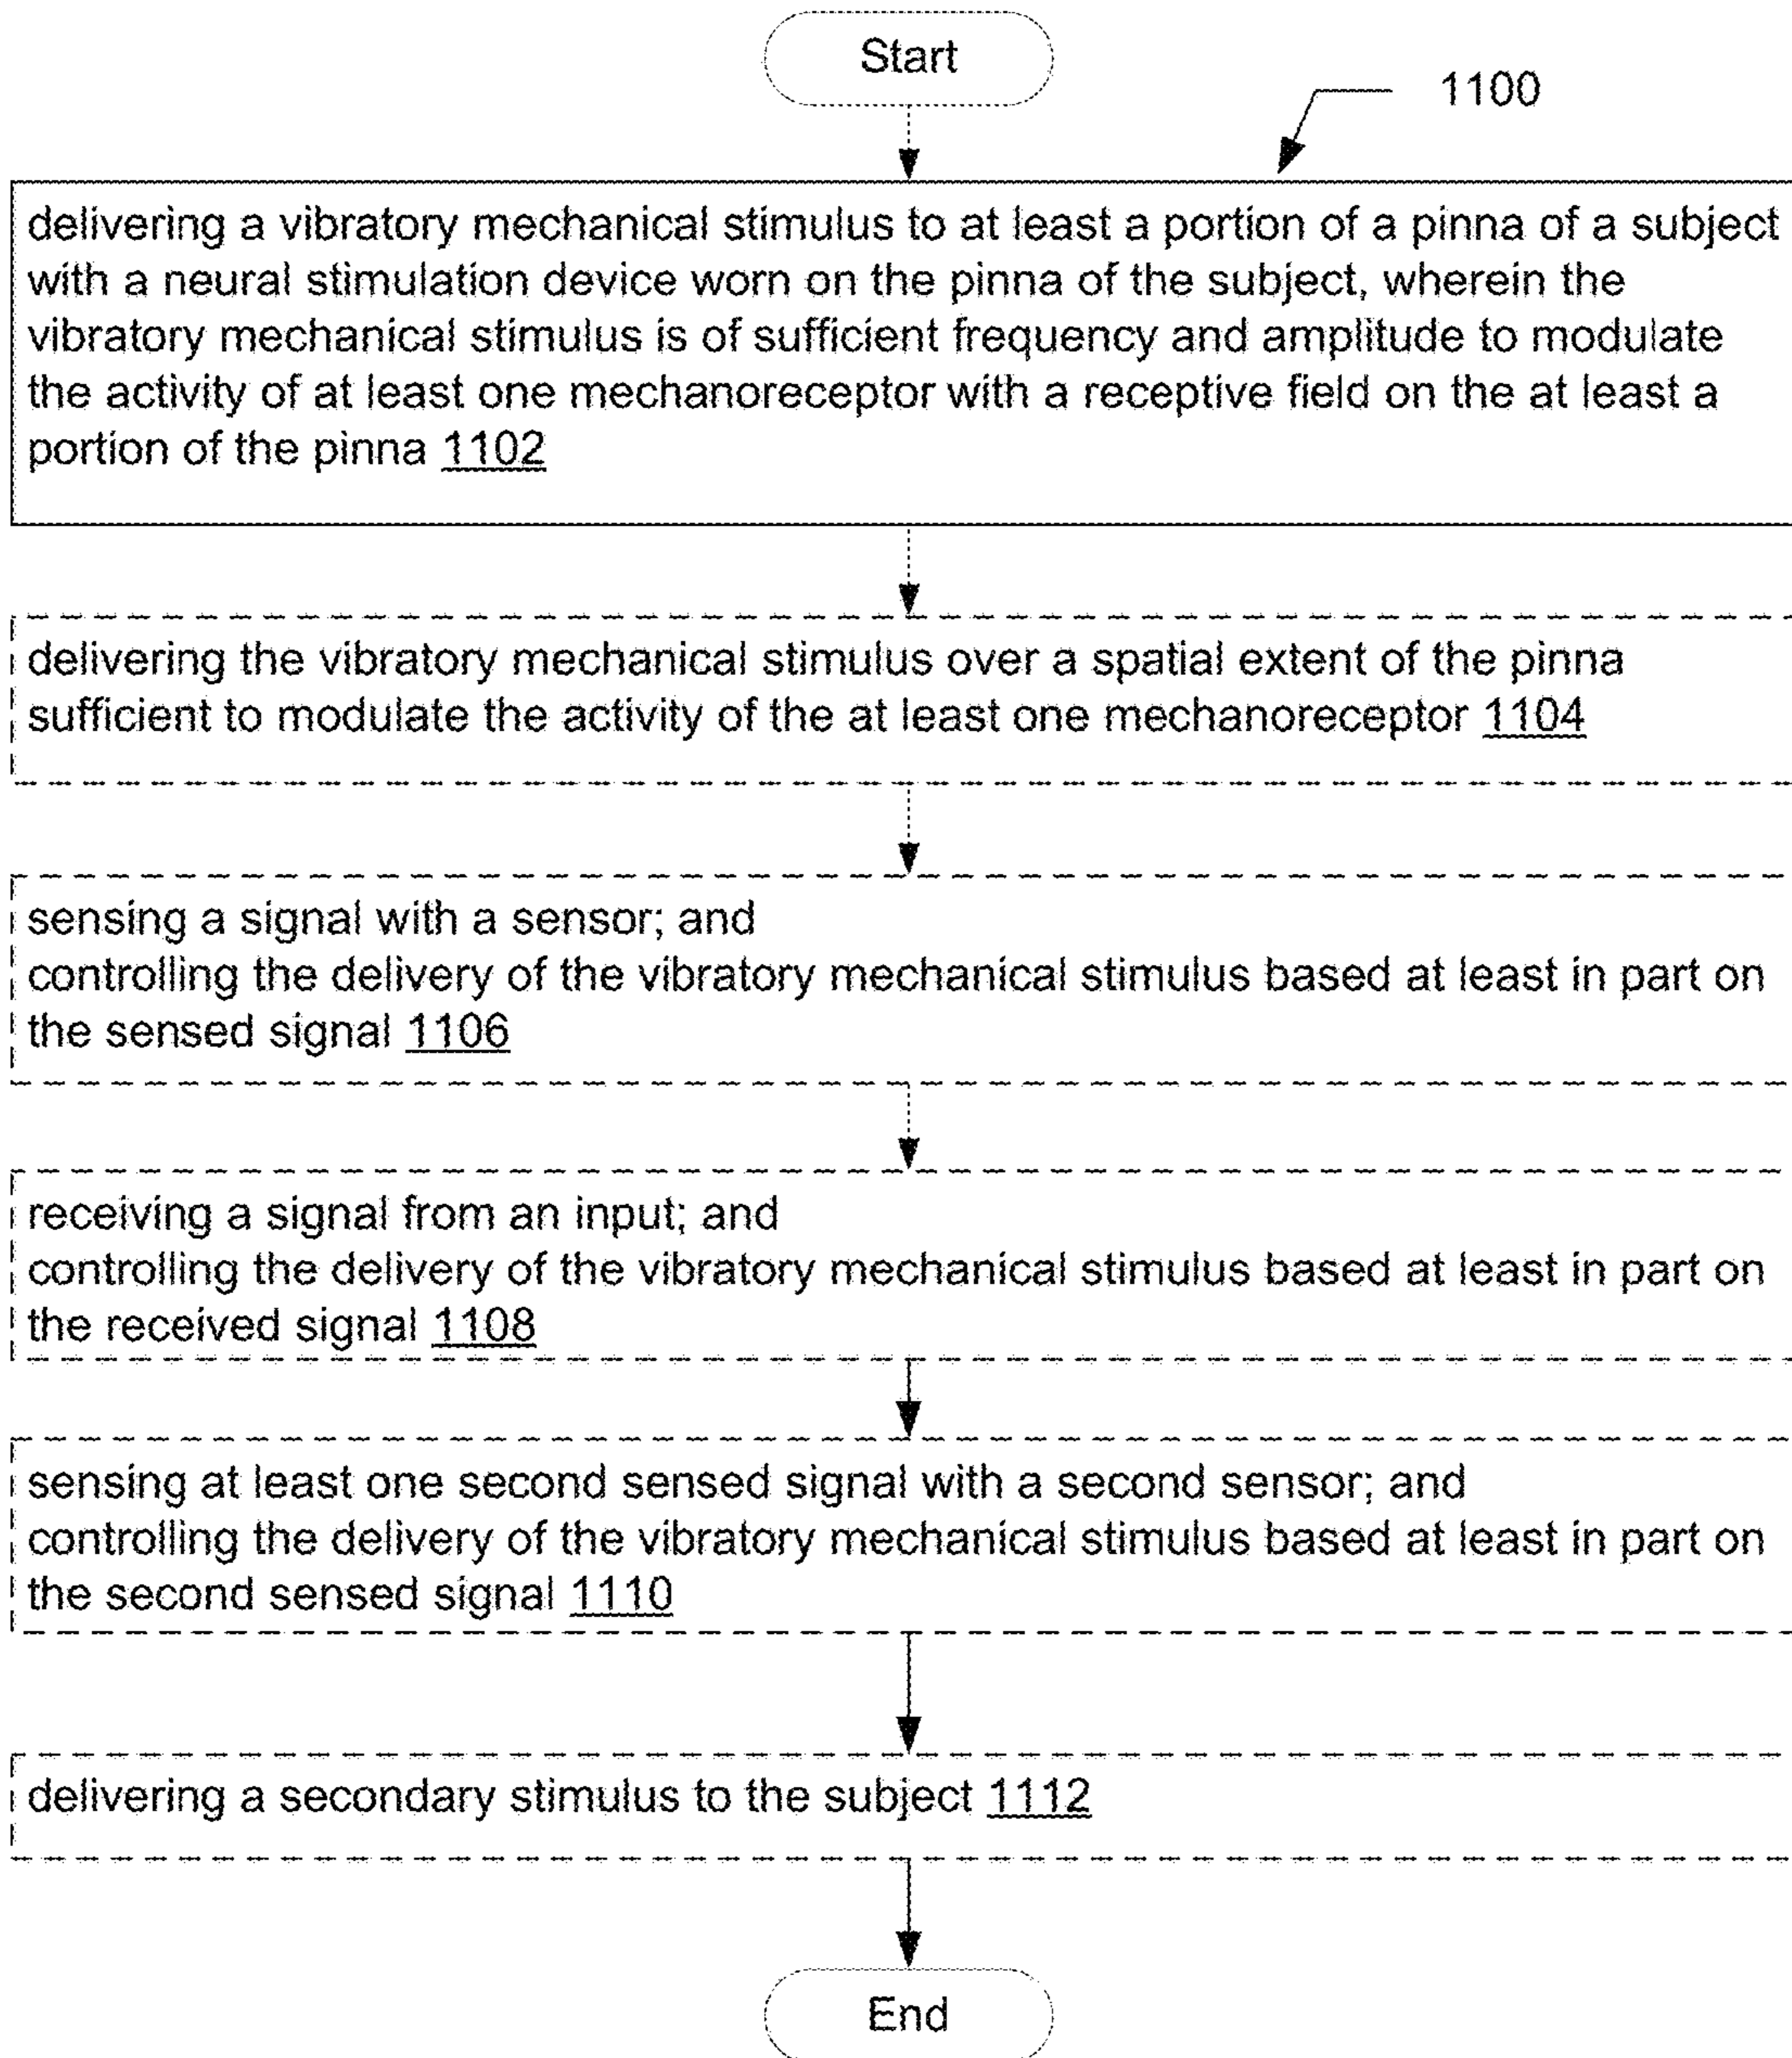 Start
1100
delivering a vibratory mechanical stimulus to at least a portion of a pinna of a subject
with a neural stimulation device worn on the pinna of the subject, wherein the
vibratory mechanical stimulus is of sufficient frequency and amplitude to modulate
the activity of at least one mechanoreceptor with a receptive field on the at least a
portion of the pinna 1102
delivering the vibratory mechanical stimulus over a spatial extent of the pinna
sufficient to modulate the activity of the at least one mechanoreceptor 1104
sensing a signal with a sensor; and
controlling the delivery of the vibratory mechanical stimulus based at least in part on
the sensed signal 1106
receiving a signal from an input; and
controlling the delivery of the vibratory mechanical stimulus based at least in part on
the received signal 1108
sensing at least one second sensed signal with a second sensor; and
controlling the delivery of the vibratory mechanical stimulus based at least in part on
the second sensed signal 1110
delivering a secondary stimulus to the subject 1112
End